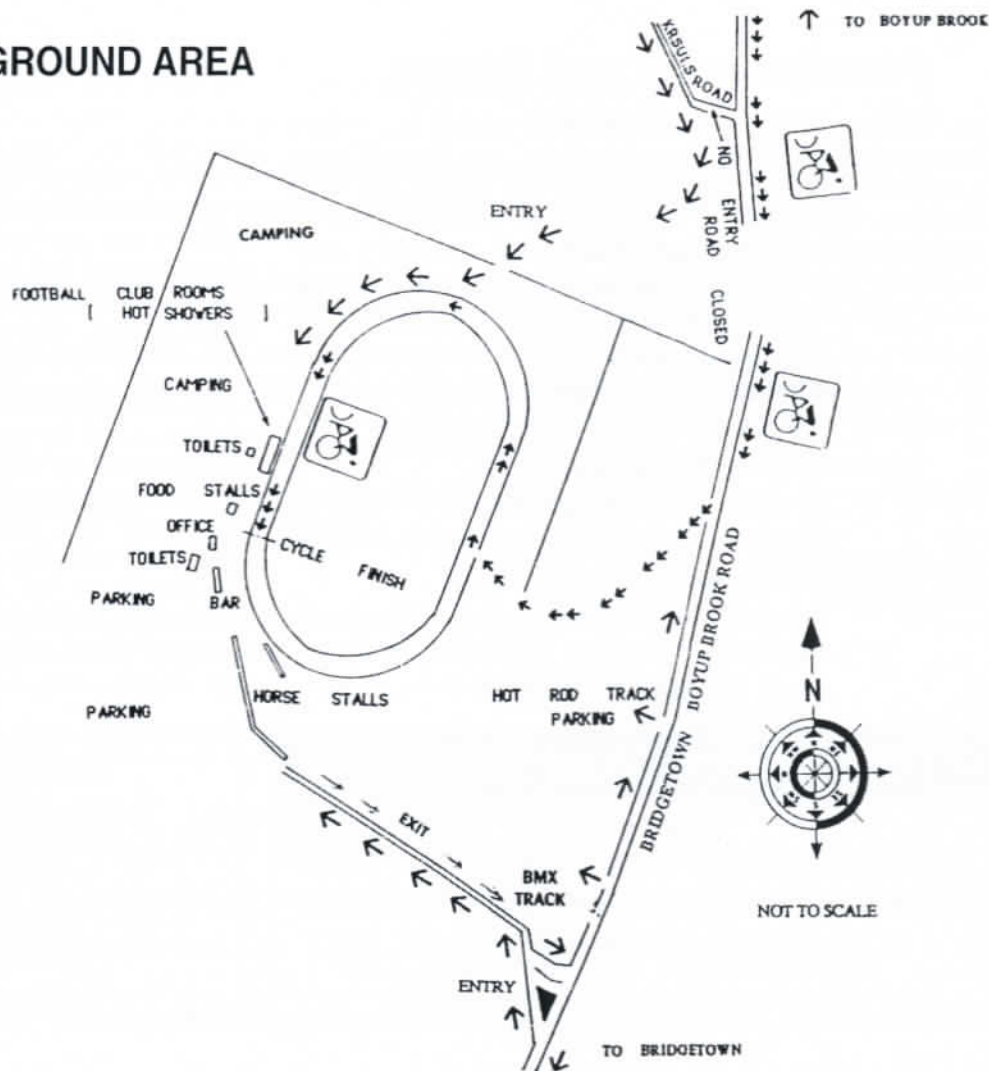 TO BOYUP BROOK
GROUND AREA
KRSULS ROAD
NO ENTRY
ROAD CLOSED
ENTRY
CAMPING
FOOTBALL CLUB ROOMS
[ HOT SHOWERS ]
CAMPING
TOILETS
FOOD STALLS
OFFICE
CYCLE FINISH
TOILETS
PARKING
BAR
BRIDGETOWN BOYUP BROOK ROAD
HORSE STALLS
HOT ROD TRACK
PARKING
PARKING
N
EXIT
BMX
TRACK
NOT TO SCALE
ENTRY
TO BRIDGETOWN